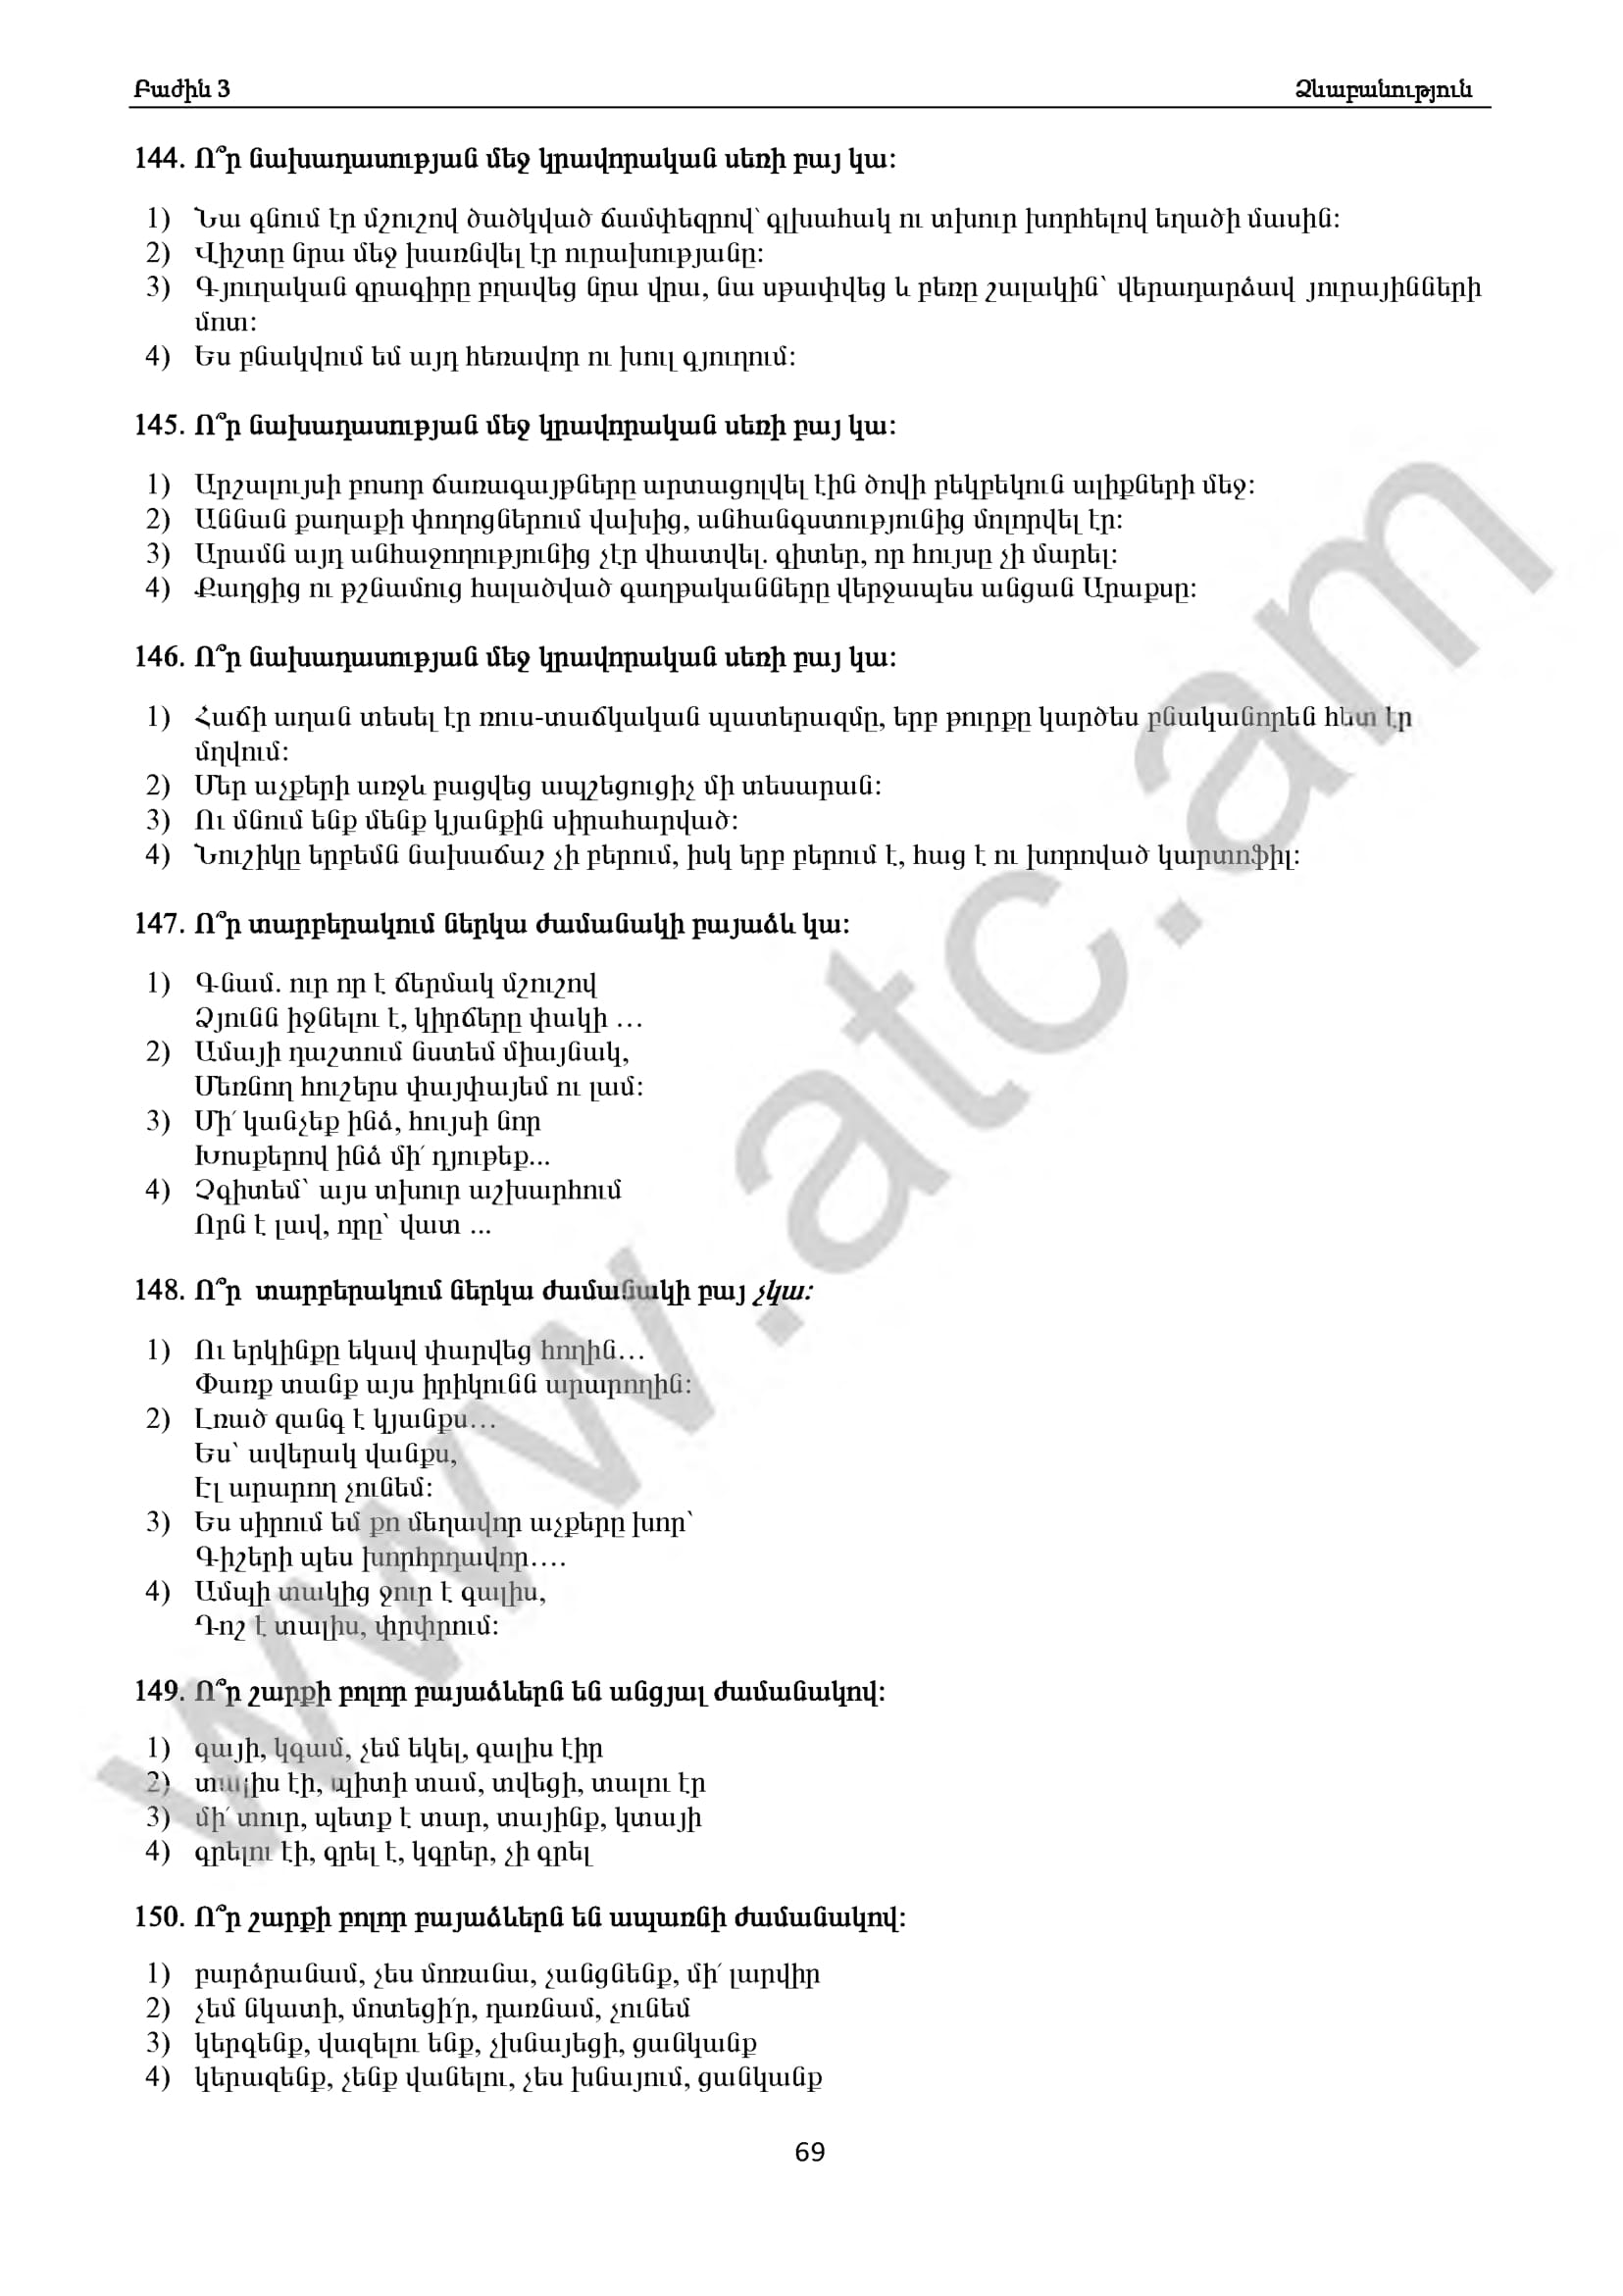 Բաժին 3 Ձևաբանություն
144. Ո՞ր նախադասության մեջ կրավորական սեռի բայ կա:
1) Նա գնում էր մշուշով ծածկված ճամփեզրով՝ գլխահակ ու տխուր խորհելով եղածի մասին:
2) Վիշտը նրա մեջ խառնվել էր ուրախությանը:
3) Գյուղական գրագիրը բղավեց նրա վրա, նա սթափվեց և բեռը շալակին՝ վերադարձավ յուրայինների
մոտ:
4) Ես բնակվում եմ այդ հեռավոր ու խուլ գյուղում:
145. Ո՞ր նախադասության մեջ կրավորական սեռի բայ կա:
1) Արշալույսի բոսոր ճառագայթները արտացոլվել էին ծովի բեկբեկուն ալիքների մեջ:
2) Աննան քաղաքի փողոցներում վախից, անհանգստությունից մոլորվել էր:
3) Արամն այդ անհաջողությունից չէր վհատվել. գիտեր, որ հույսը չի մարել:
4) Քաղցից ու թշնամուց հալածված գաղթականները վերջապես անցան Արաքսը:
146. Ո՞ր նախադասության մեջ կրավորական սեռի բայ կա:
1) Հաճի աղան տեսել էր ռուս-տաճկական պատերազմը, երբ թուրքը կարծես բնականորեն հետ էր
մղվում:
2) Մեր աչքերի առջև բացվեց ապշեցուցիչ մի տեսարան:
3) Ու մնում ենք մենք կյանքին սիրահարված:
4) Նուշիկը երբեմն նախաճաշ չի բերում, իսկ երբ բերում է, հաց է ու խորոված կարտոֆիլ:
147. Ո՞ր տարբերակում ներկա ժամանակի բայաձև կա:
1) Գնամ. ուր որ է ճերմակ մշուշով
Ձյունն իջնելու է, կիրճերը փակի …
2) Ամայի դաշտում նստեմ միայնակ,
Մեռնող հուշերս փայփայեմ ու լամ:
3) Մի՛ կանչեք ինձ, հույսի նոր
Խոսքերով ինձ մի՛ դյութեք...
4) Չգիտեմ՝ այս տխուր աշխարհում
Որն է լավ, որը՝ վատ ...
148. Ո՞ր տարբերակում ներկա ժամանակի բայ չկա:
1) Ու երկինքը եկավ փարվեց հողին…
Փառք տանք այս իրիկունն արարողին:
2) Լռած զանգ է կյանքս…
Ես՝ ավերակ վանքս,
Էլ արարող չունեմ:
3) Ես սիրում եմ քո մեղավոր աչքերը խոր՝
Գիշերի պես խորհրդավոր….
4) Ամպի տակից ջուր է գալիս,
Դոշ է տալիս, փրփրում:
149. Ո՞ր շարքի բոլոր բայաձևերն են անցյալ ժամանակով:
1) գայի, կգամ, չեմ եկել, գալիս էիր
2) տալիս էի, պիտի տամ, տվեցի, տալու էր
3) մի՛ տուր, պետք է տար, տայինք, կտայի
4) գրելու էի, գրել է, կգրեր, չի գրել
150. Ո՞ր շարքի բոլոր բայաձևերն են ապառնի ժամանակով:
1) բարձրանամ, չես մոռանա, չանցնենք, մի՛ լարվիր
2) չեմ նկատի, մոտեցի՛ր, դառնամ, չունեմ
3) կերգենք, վազելու ենք, չխնայեցի, ցանկանք
4) կերազենք, չենք վանելու, չես խնայում, ցանկանք
69
www.atc.am